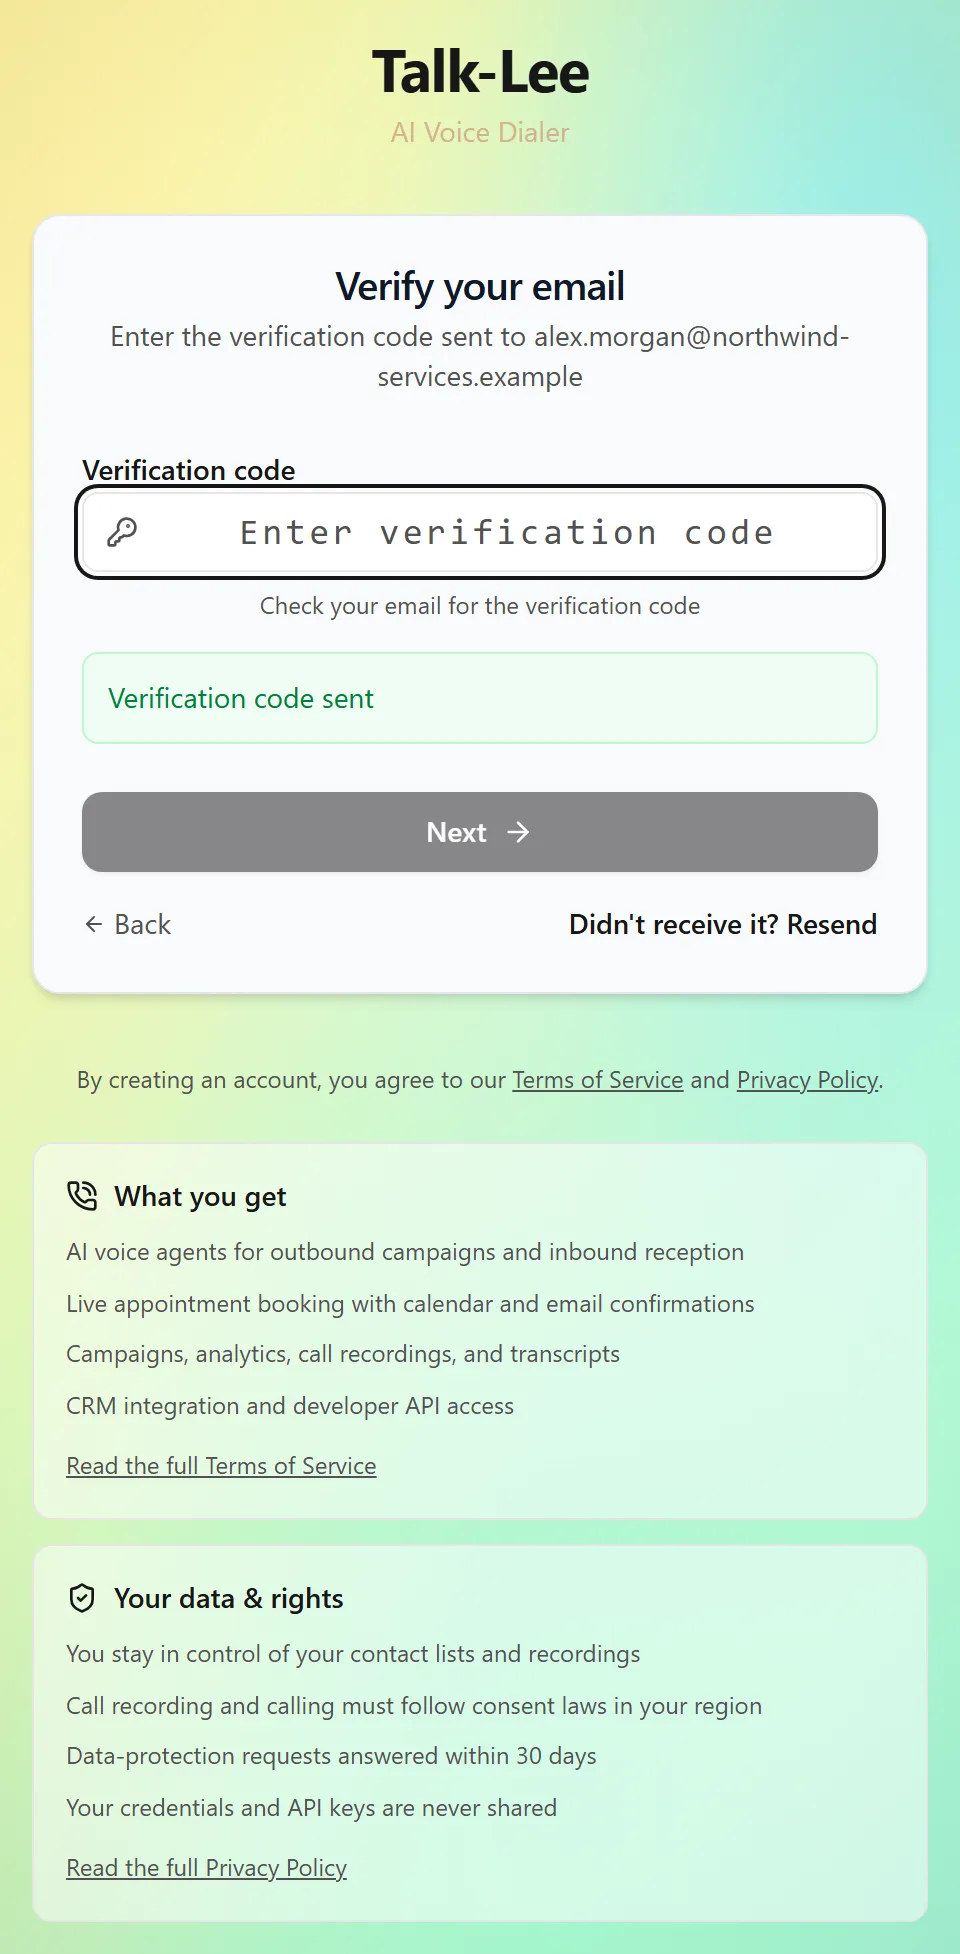 Talk-Lee
AI Voice Dialer
Verify your email
Enter the verification code sent to alex.morgan@northwind-
services.example
Verification code
Enter verification code
Check your email for the verification code
Verification code sent
Next →
← Back
Didn't receive it? Resend
By creating an account, you agree to our Terms of Service and Privacy Policy.
What you get
AI voice agents for outbound campaigns and inbound reception
Live appointment booking with calendar and email confirmations
Campaigns, analytics, call recordings, and transcripts
CRM integration and developer API access
Read the full Terms of Service
Your data & rights
You stay in control of your contact lists and recordings
Call recording and calling must follow consent laws in your region
Data-protection requests answered within 30 days
Your credentials and API keys are never shared
Read the full Privacy Policy